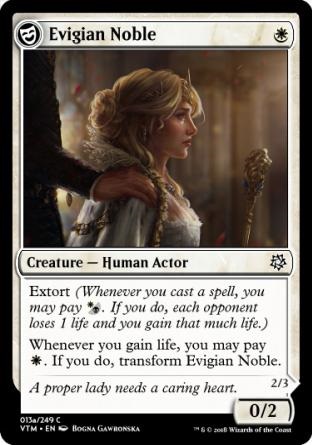 Evigian Noble
Creature — Human Actor
Extort (Whenever you cast a spell, you
may pay . If you do, each opponent
loses 1 life and you gain that much life.)
Whenever you gain life, you may pay
. If you do, transform Evigian Noble.
A proper lady needs a caring heart.
2/3
0/2
013a/249 C
VTM • EN Bogna Gawronska
™ & © 2018 Wizards of the Coast